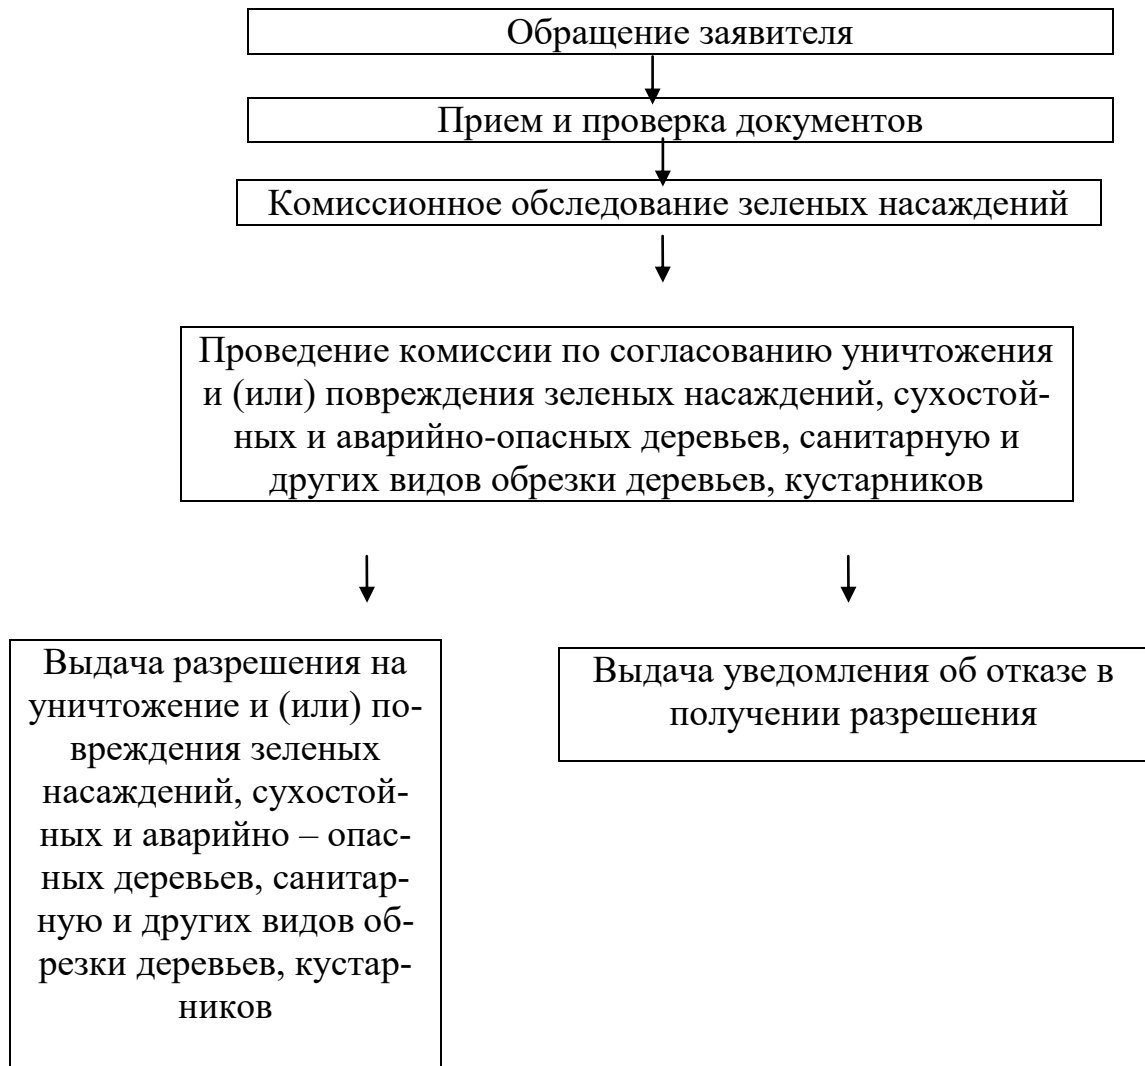 Обращение заявителя
Прием и проверка документов
Комиссионное обследование зеленых насаждений
Проведение комиссии по согласованию уничтожения
и (или) повреждения зеленых насаждений, сухостой-
ных и аварийно-опасных деревьев, санитарную и
других видов обрезки деревьев, кустарников
Выдача разрешения на
уничтожение и (или) по-
вреждения зеленых
насаждений, сухостой-
ных и аварийно – опас-
ных деревьев, санитар-
ную и других видов об-
резки деревьев, кустар-
ников
Выдача уведомления об отказе в
получении разрешения